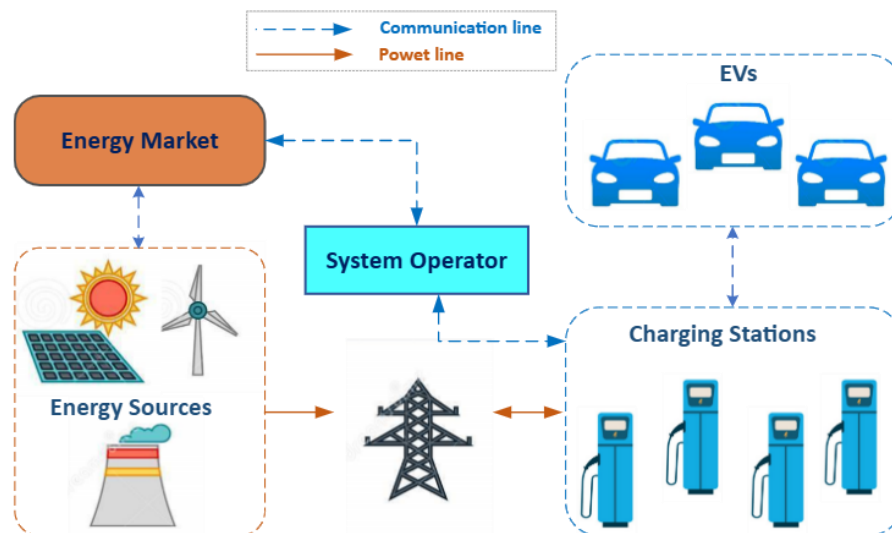 Communication line
Powet line
EVs
Energy Market
System Operator
Charging Stations
Energy Sources